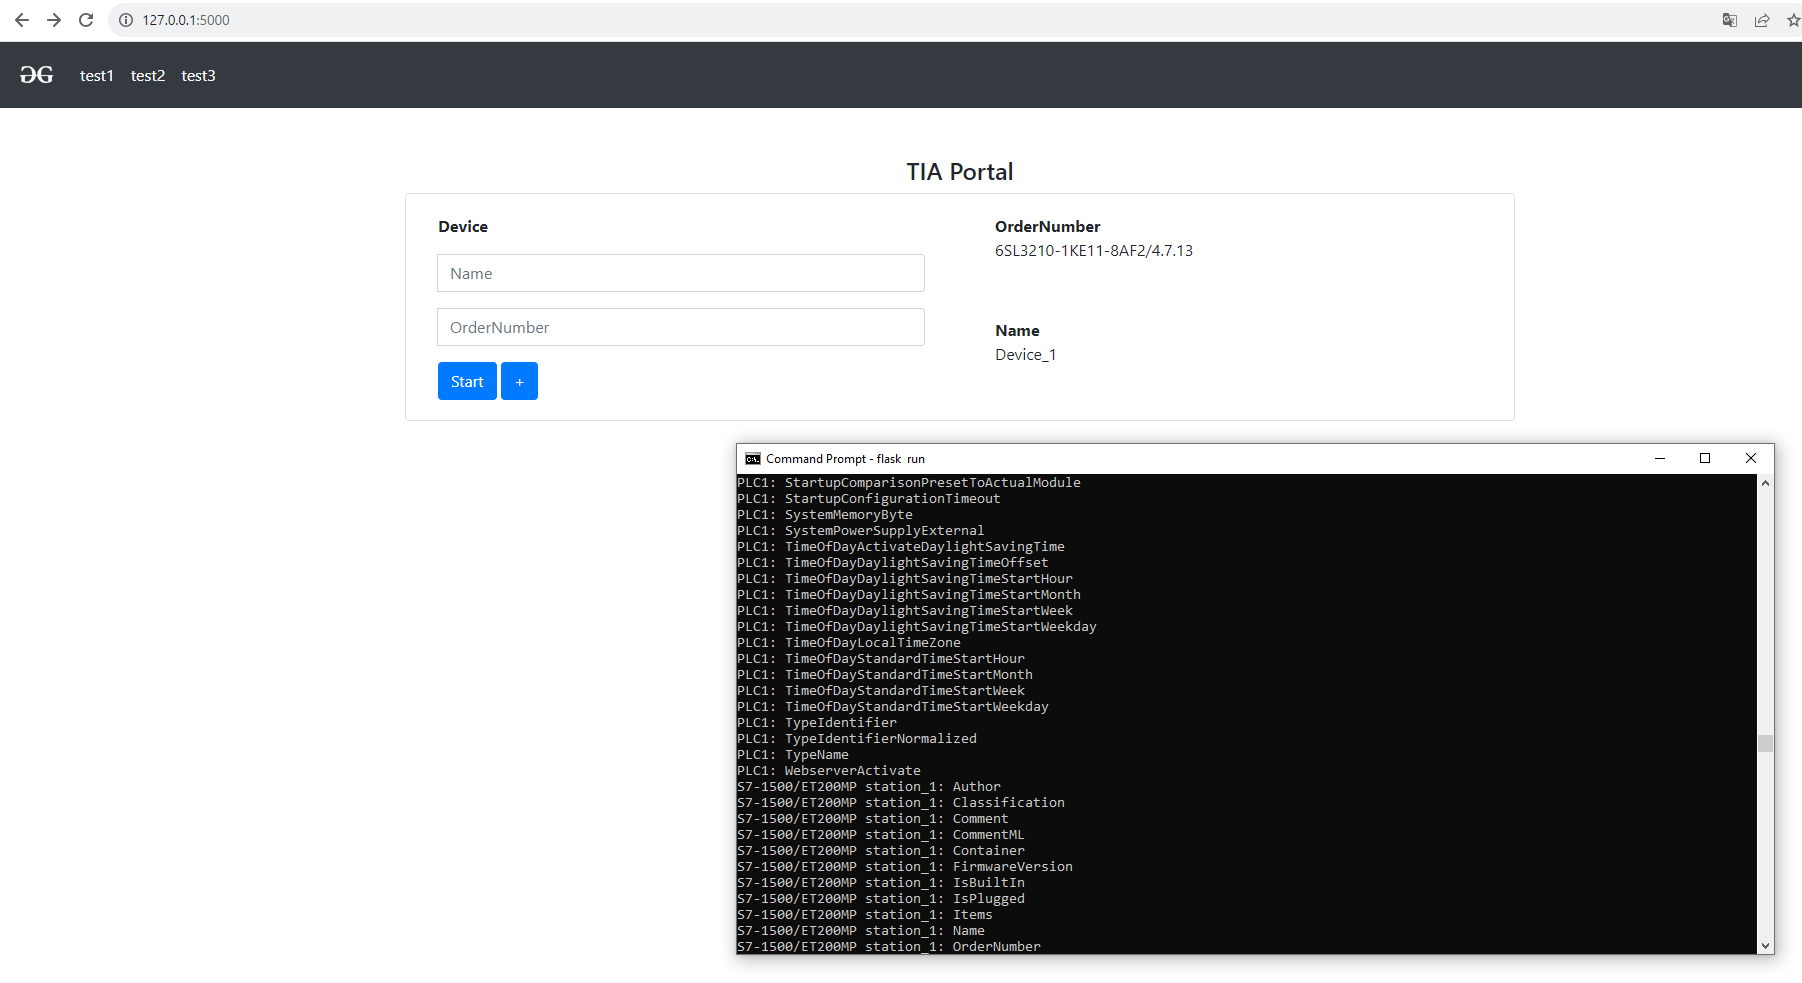 127.0.0.1:5000
GG test1 test2 test3
TIA Portal
Device
Name
OrderNumber
Start +
OrderNumber
6SL3210-1KE11-8AF2/4.7.13
Name
Device_1
C:\. Command Prompt - flask run
PLC1: StartupComparisonPresetToActualModule
PLC1: StartupConfigurationTimeout
PLC1: SystemMemoryByte
PLC1: SystemPowerSupplyExternal
PLC1: TimeOfDayActivateDaylightSavingTime
PLC1: TimeOfDayDaylightSavingTimeOffset
PLC1: TimeOfDayDaylightSavingTimeStartHour
PLC1: TimeOfDayDaylightSavingTimeStartMonth
PLC1: TimeOfDayDaylightSavingTimeStartWeek
PLC1: TimeOfDayDaylightSavingTimeStartWeekday
PLC1: TimeOfDayLocalTimeZone
PLC1: TimeOfDayStandardTimeStartHour
PLC1: TimeOfDayStandardTimeStartMonth
PLC1: TimeOfDayStandardTimeStartWeek
PLC1: TimeOfDayStandardTimeStartWeekday
PLC1: TypeIdentifier
PLC1: TypeIdentifierNormalized
PLC1: TypeName
PLC1: WebserverActivate
S7-1500/ET200MP station_1: Author
S7-1500/ET200MP station_1: Classification
S7-1500/ET200MP station_1: Comment
S7-1500/ET200MP station_1: CommentML
S7-1500/ET200MP station_1: Container
S7-1500/ET200MP station_1: FirmwareVersion
S7-1500/ET200MP station_1: IsBuiltIn
S7-1500/ET200MP station_1: IsPlugged
S7-1500/ET200MP station_1: Items
S7-1500/ET200MP station_1: Name
S7-1500/ET200MP station_1: OrderNumber